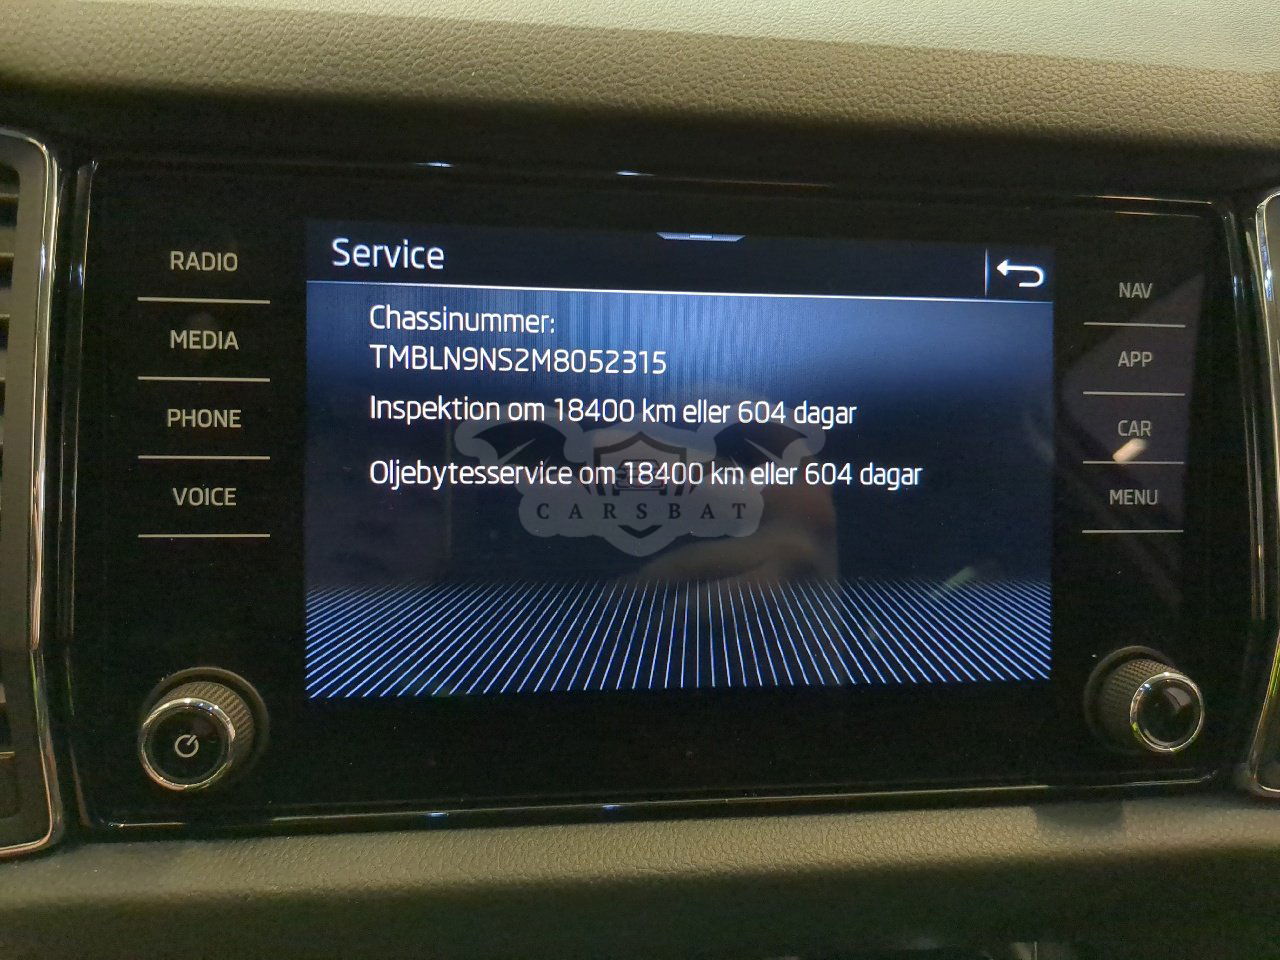 Service
RADIO
MEDIA
PHONE
VOICE
Chassinummer:
TMBLN9NS2M8052315
Inspektion om 18400 km eller 604 dagar
Oljebytesservice om 18400 km eller 604 dagar
CARSBAT
NAV
APP
CAR
MENU